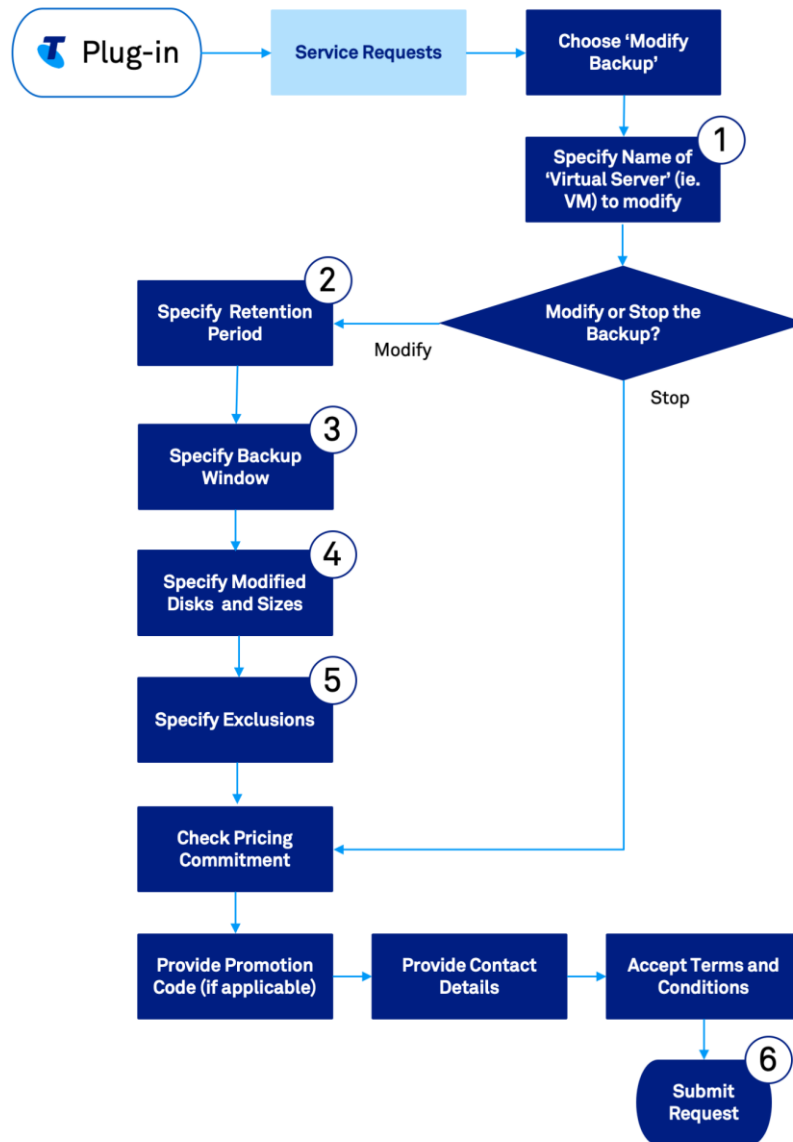 T Plug-in
Service Requests
Choose ‘Modify
Backup’
1
Specify Name of
‘Virtual Server’ (ie.
VM) to modify
2
Specify Retention
Period
Modify or Stop the
Backup?
Modify
Stop
3
Specify Backup
Window
4
Specify Modified
Disks and Sizes
5
Specify Exclusions
Check Pricing
Commitment
Provide Promotion
Code (if applicable)
Provide Contact
Details
Accept Terms and
Conditions
6
Submit
Request